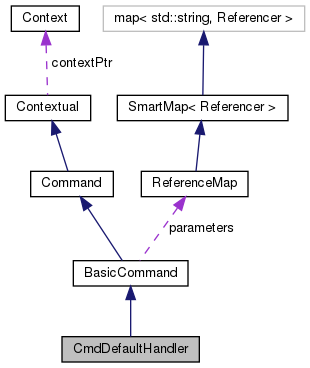 Context
map< std::string, Referencer >
contextPtr
Contextual
SmartMap< Referencer >
Command
ReferenceMap
parameters
BasicCommand
CmdDefaultHandler